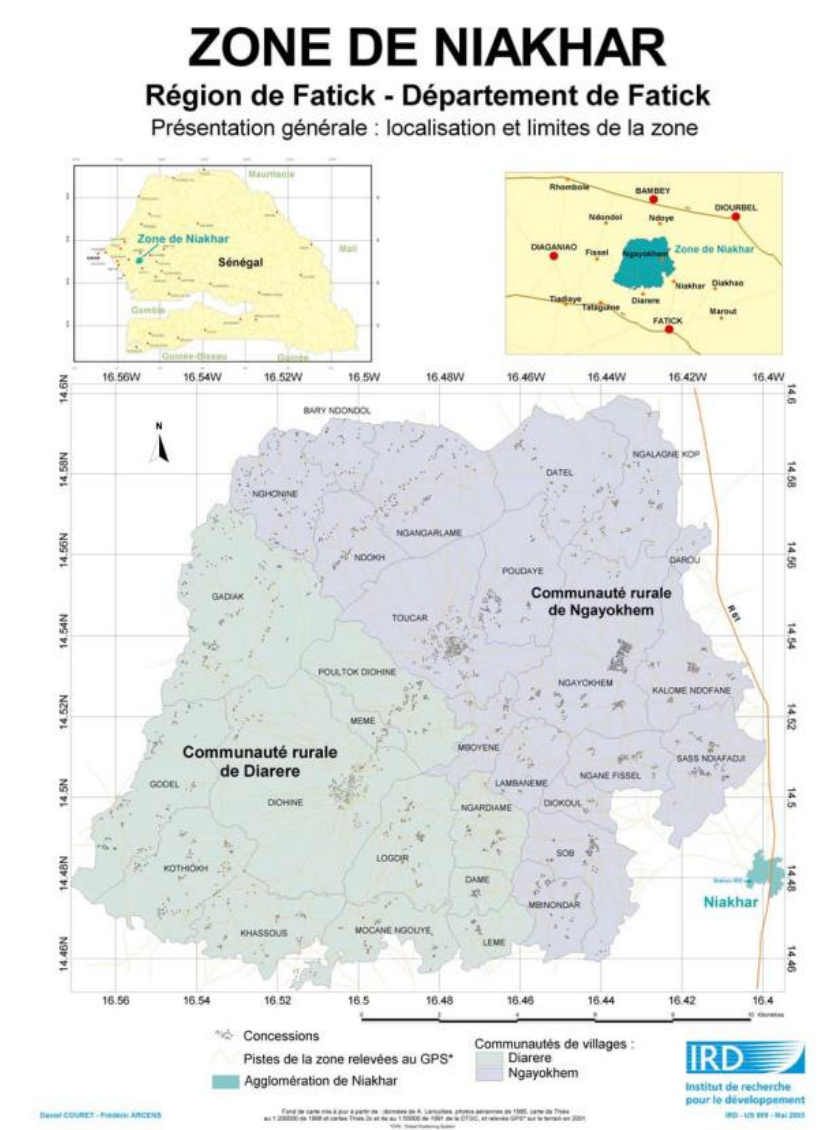 ZONE DE NIAKHAR
Région de Fatick - Département de Fatick
Présentation générale : localisation et limites de la zone
Mauritanie
Zone de Niakhar
Sénégal
Mali
Gambie
Guinée-Bissau
Guinée
Rhombole
BAMBEY
DIOURBEL
Ndondol
Ndoye
DIAGANIAO
Fissel
Ngayokhem
Zone de Niakhar
Niakhar
Diakhao
Tiadiaye
Tataguine
Diarere
Marout
FATICK
16.56W 16.54W 16.52W 16.5W 16.48W 16.46W 16.44W 16.42W 16.4W
14.6N
14.58N
14.56N
14.54N
14.52N
14.5N
14.48N
14.46N
14.6
14.58
14.56
14.54
14.52
14.5
14.48
14.46
N
BARY NDONDOL
NGALAGNE KOP
DATEL
NGHONINE
NGANGARLAME
NDOKH
POUDAYE
DAROU
Communauté rurale
de Ngayokhem
GADIAK
TOUCAR
R 61
POULTOK DIOHINE
NGAYOKHEM
KALOME NDOFANE
MEME
MBOYENE
Communauté rurale
de Diarere
SASS NDIAFADJI
NGANE FISSEL
GODEL
LAMBANEME
DIOHINE
NGARDIAME
DIOKOUL
LOGDIR
SOB
KOTHIOKH
DAME
Station IRD
Niakhar
MBINONDAR
KHASSOUS
MOCANE NGOUYE
LEME
16.56 16.54 16.52 16.5 16.48 16.46 16.44 16.42 16.4
0 2 4 6 8 10 Kilomètres
Concessions
Pistes de la zone relevées au GPS*
Agglomération de Niakhar
Communautés de villages :
Diarere
Ngayokhem
IRD
Institut de recherche
pour le développement
Daniel COURET - Frédéric ARCENS